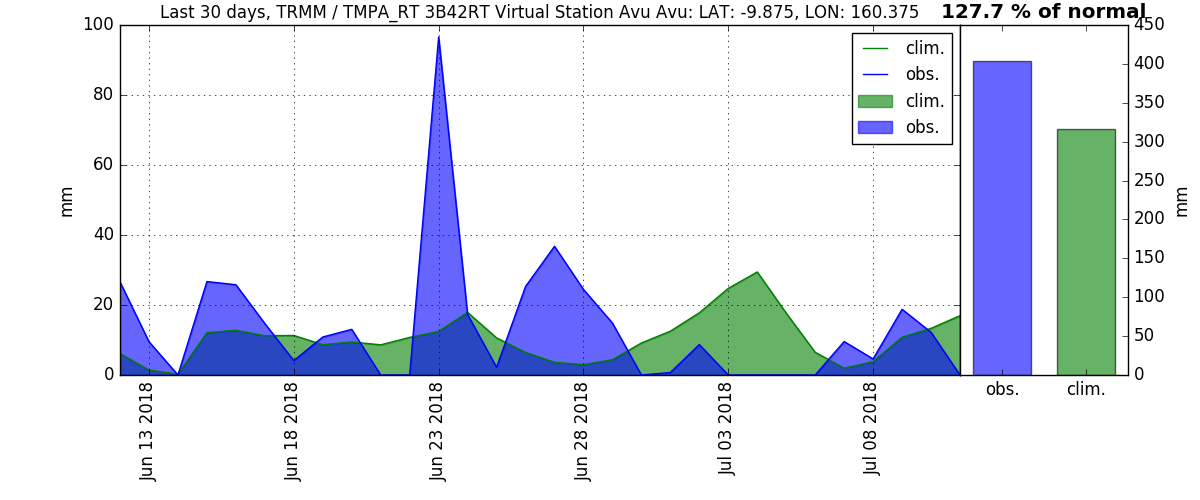 Last 30 days, TRMM / TMPA_RT 3B42RT Virtual Station Avu Avu: LAT: -9.875, LON: 160.375
127.7 % of normal
100
80
60
40
20
0
mm
clim.
obs.
clim.
obs.
Jun 13 2018
Jun 18 2018
Jun 23 2018
Jun 28 2018
Jul 03 2018
Jul 08 2018
450
400
350
300
250
200
150
100
50
0
mm
obs.
clim.